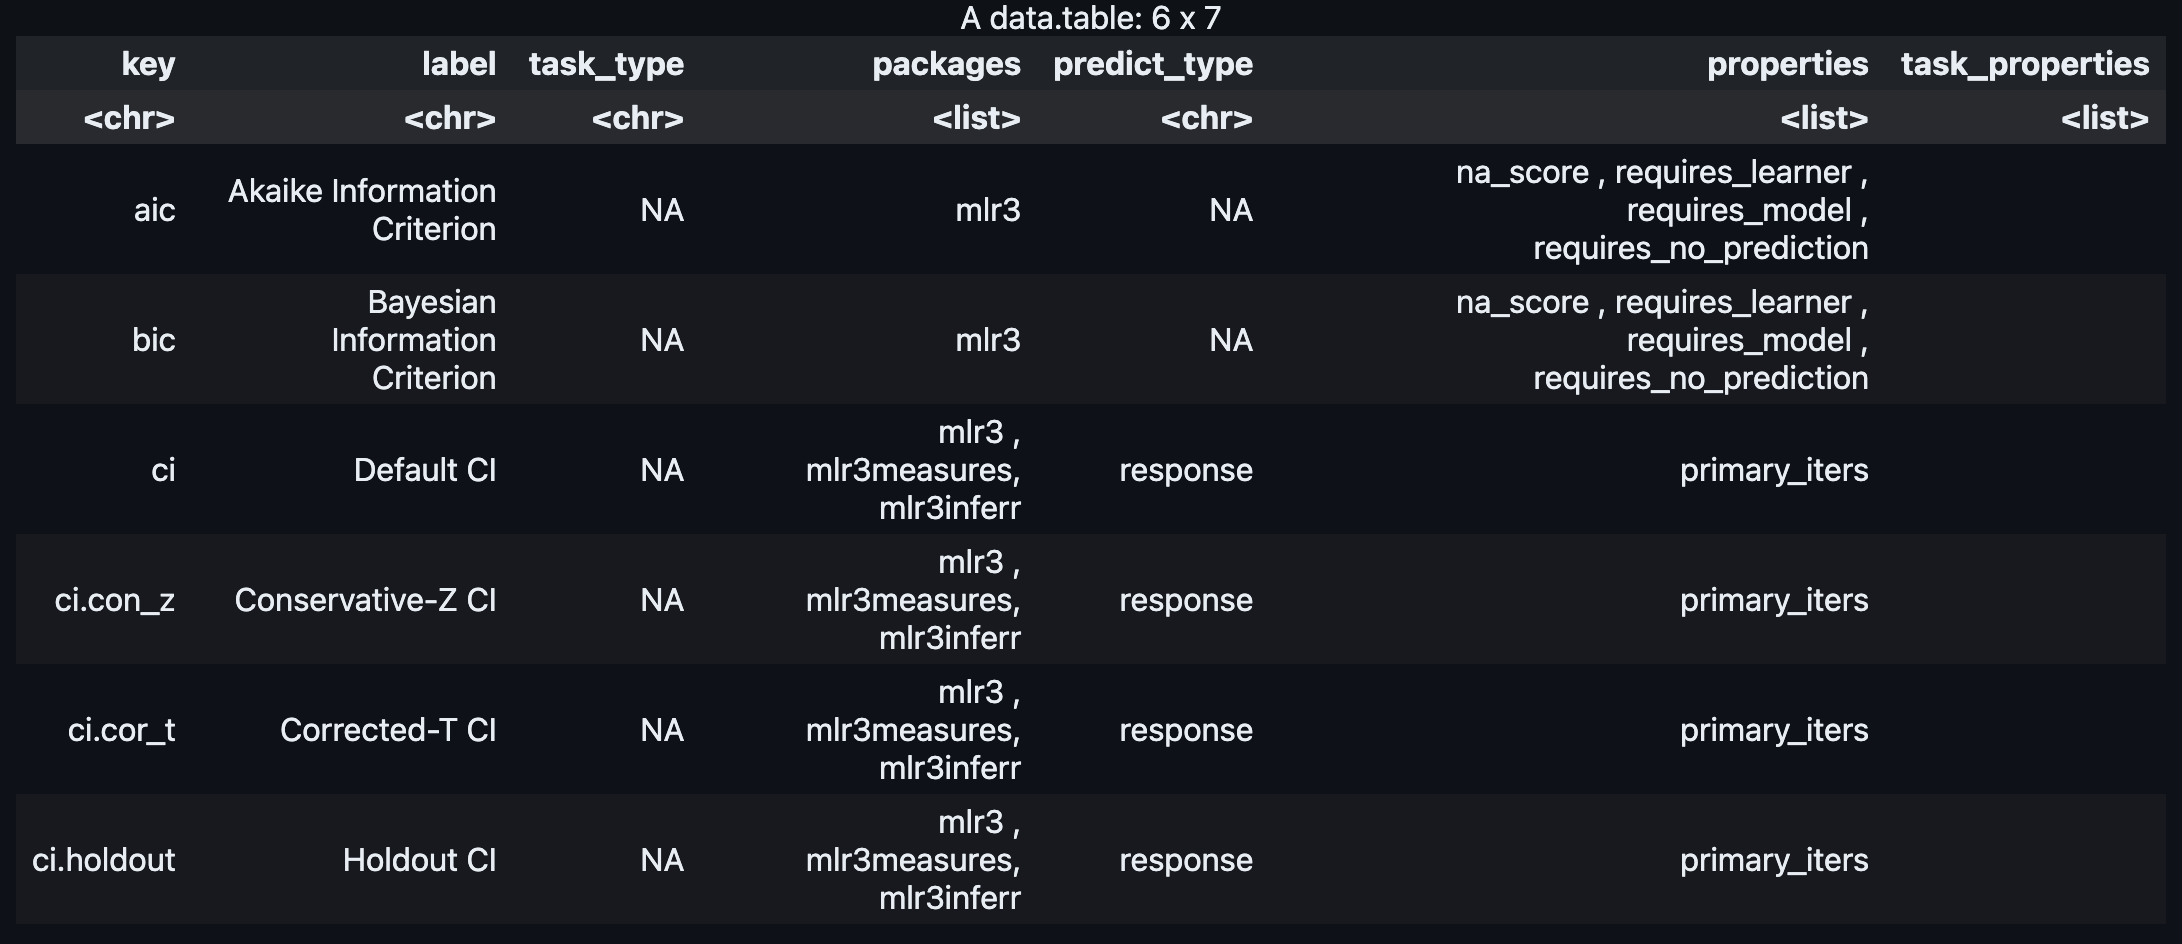 A data.table: 6 x 7
key label task_type packages predict_type properties task_properties
<chr> <chr> <chr> <list> <chr> <list> <list>
aic Akaike Information Criterion NA mlr3 NA na_score , requires_learner , requires_model , requires_no_prediction
bic Bayesian Information Criterion NA mlr3 NA na_score , requires_learner , requires_model , requires_no_prediction
ci Default CI NA mlr3 , mlr3measures, mlr3inferr response primary_iters
ci.con_z Conservative-Z CI NA mlr3 , mlr3measures, mlr3inferr response primary_iters
ci.cor_t Corrected-T CI NA mlr3 , mlr3measures, mlr3inferr response primary_iters
ci.holdout Holdout CI NA mlr3 , mlr3measures, mlr3inferr response primary_iters